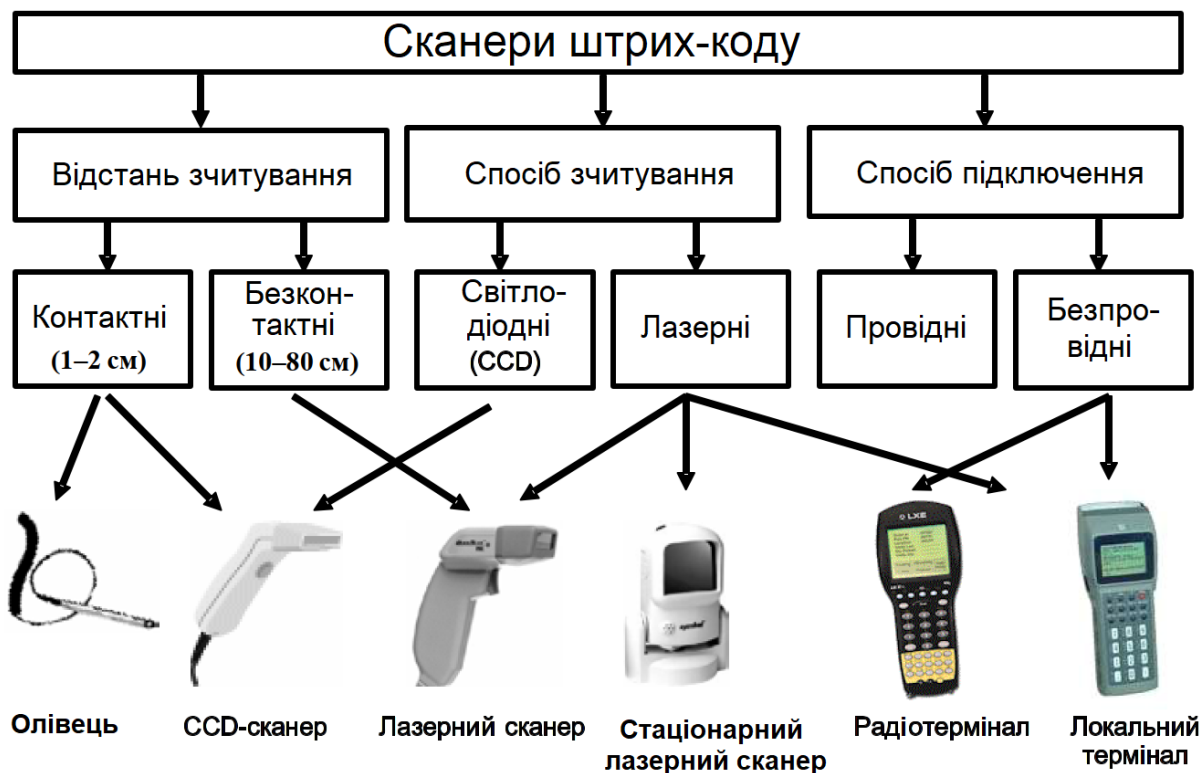 Сканери штрих-коду
Відстань зчитування
Спосіб зчитування
Спосіб підключення
Контактні
(1–2 см)
Безкон-
тактні
(10–80 см)
Світло-
діодні
(CCD)
Лазерні
Провідні
Безпро-
відні
LXE
Олівець
CCD-сканер
Лазерний сканер
Стаціонарний
лазерний сканер
Радіотермінал
Локальний
термінал